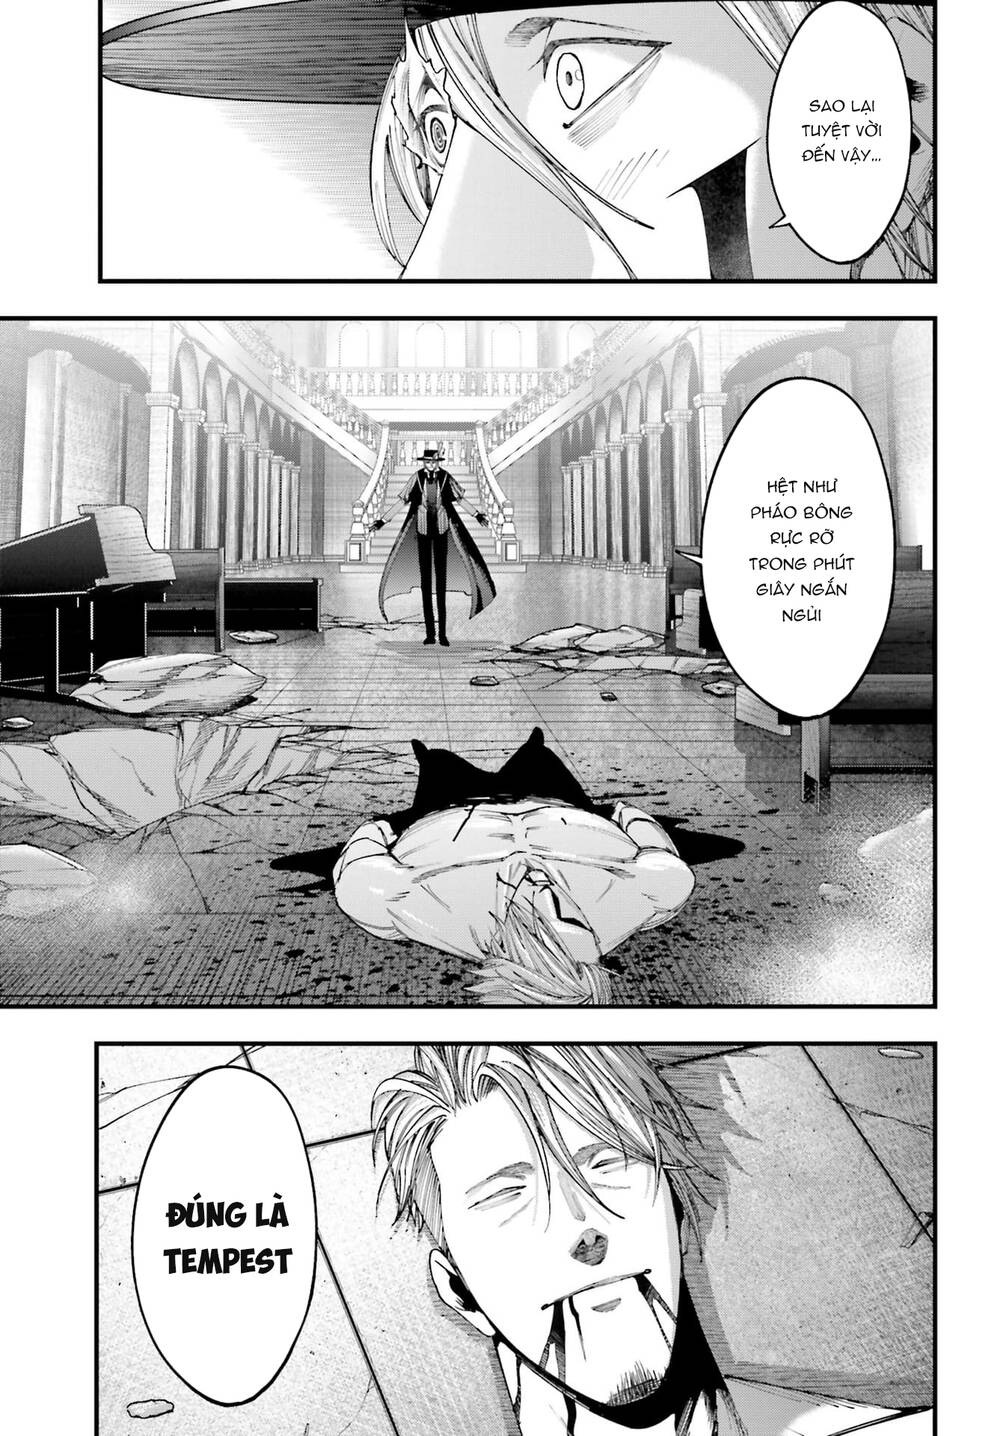 SAO LẠI
TUYỆT VỜI
ĐẾN VẬY...
HỆT NHƯ
PHÁO BÔNG
RỰC RỠ
TRONG PHÚT
GIÂY NGẮN
NGỦI
ĐÚNG LÀ
TEMPEST